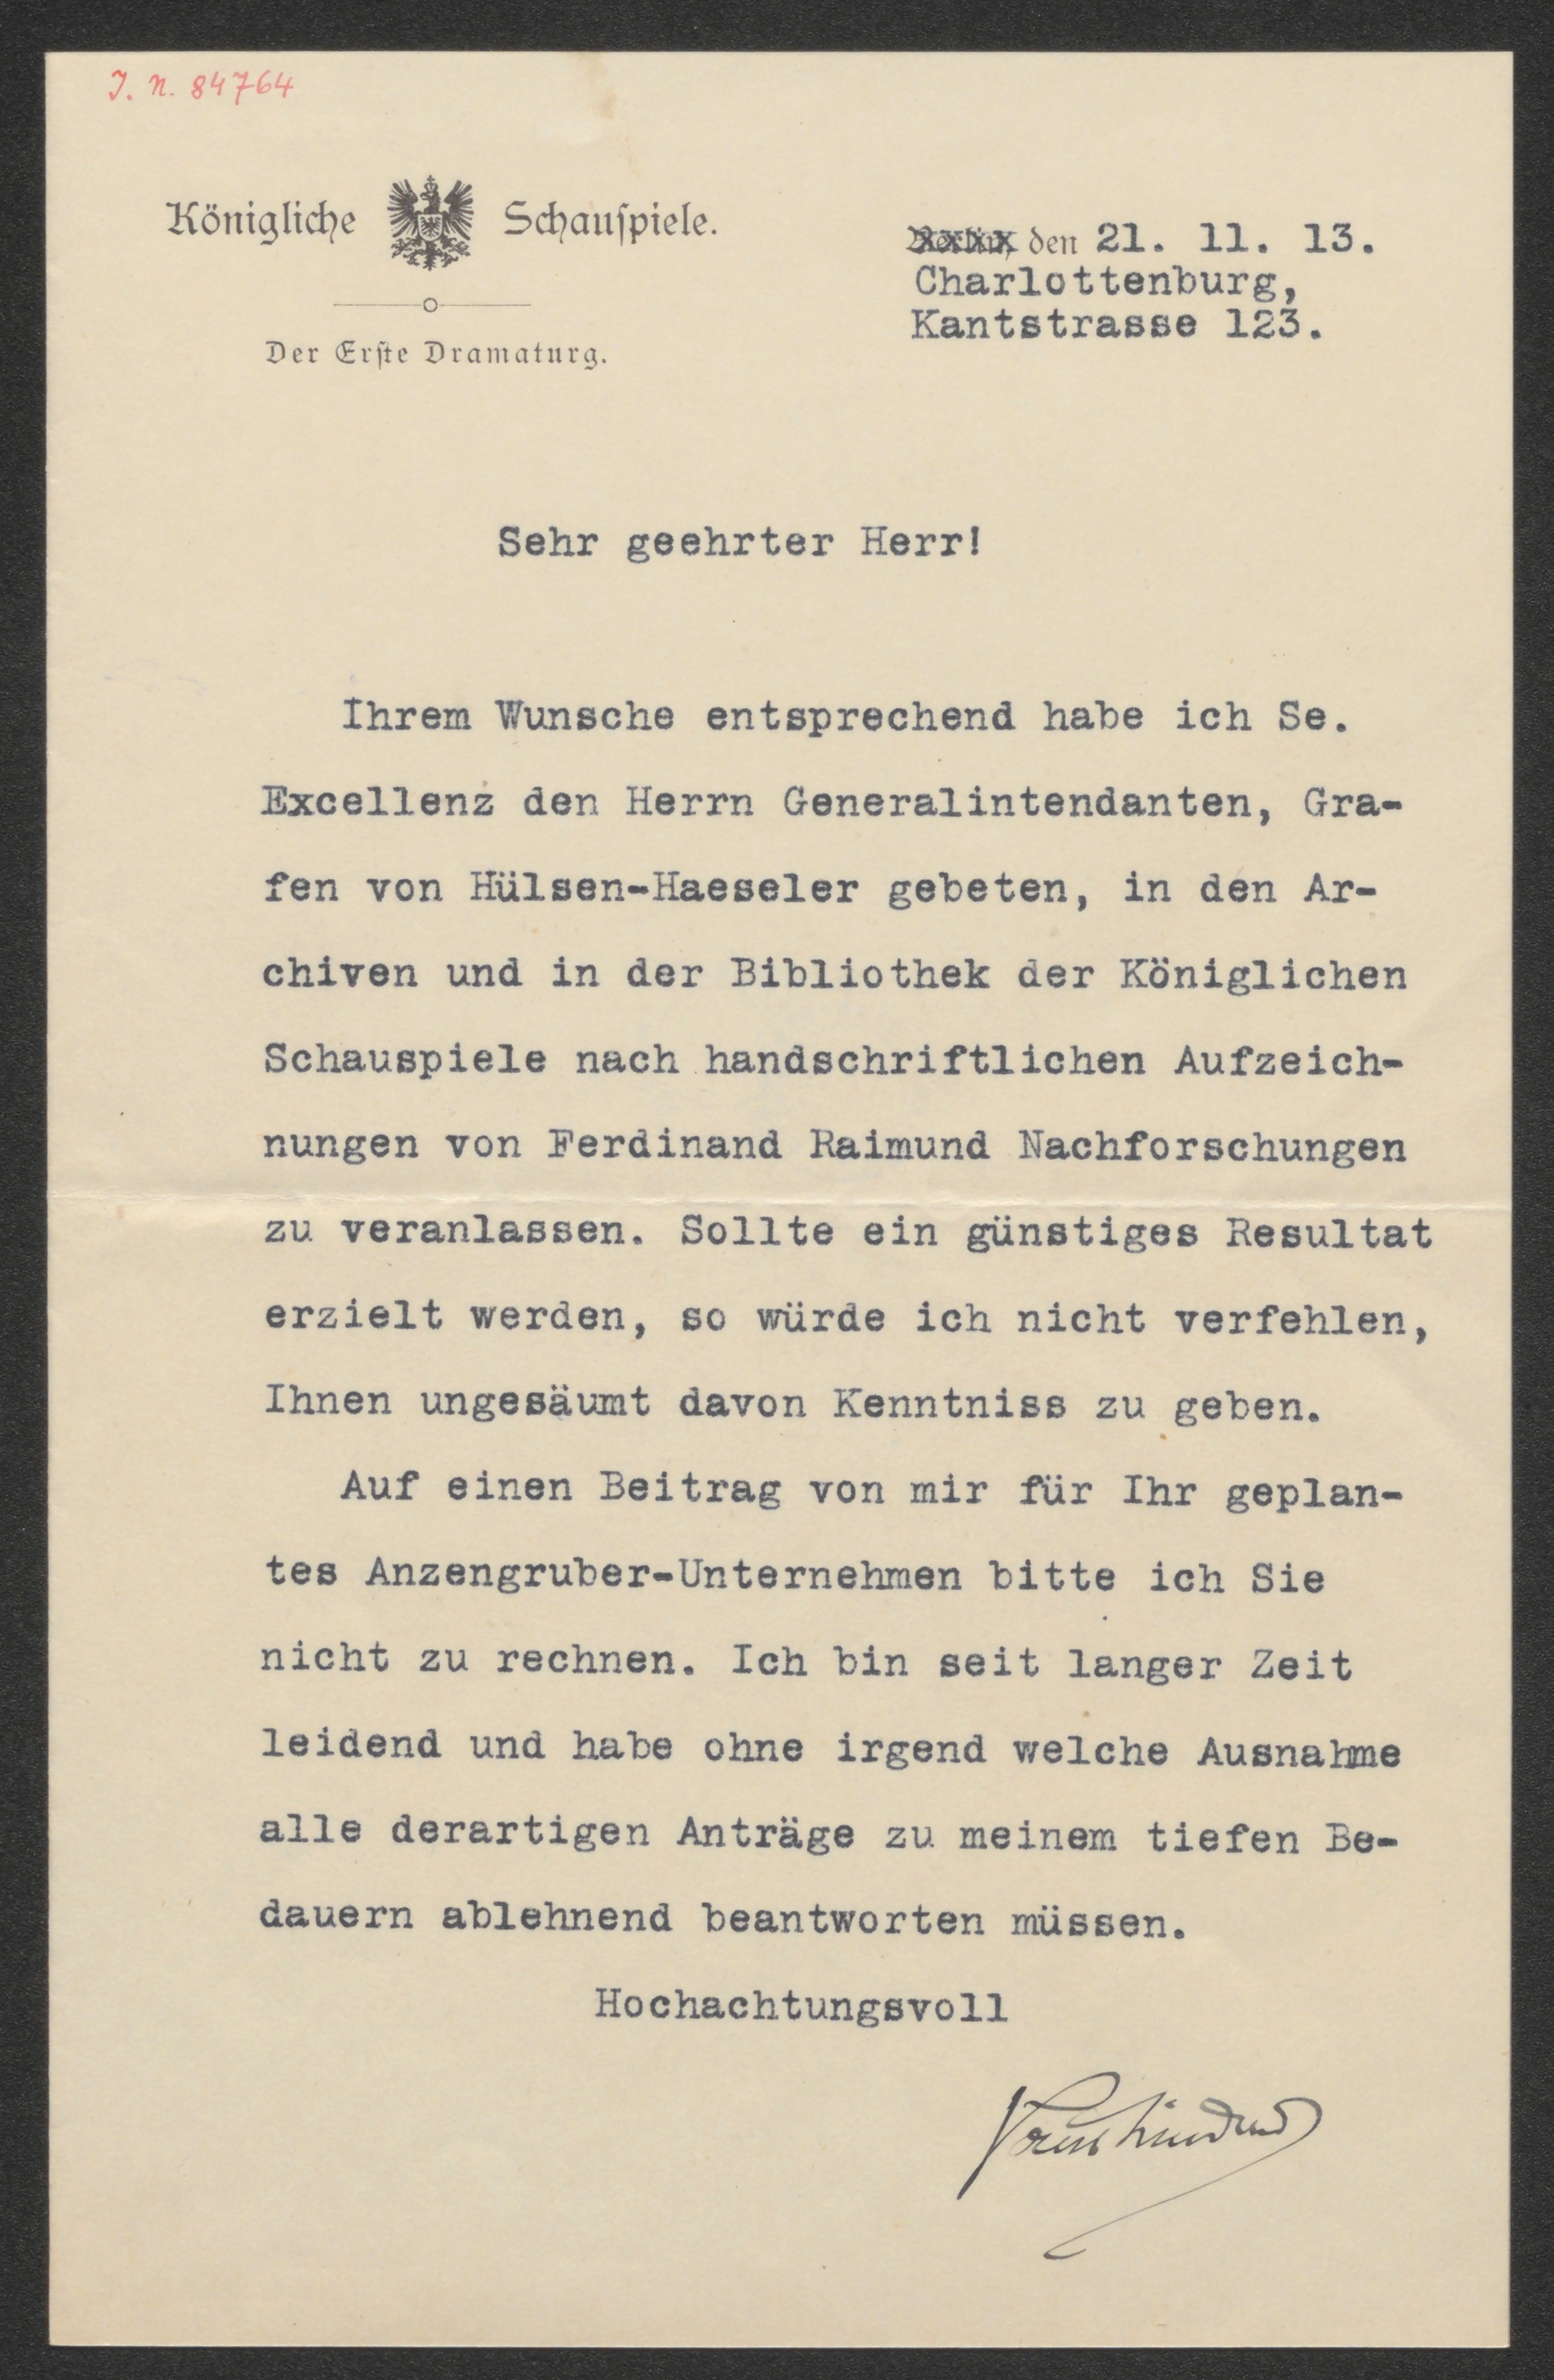 J. N. 84764
Königliche Schauſpiele.
Der Erſte Dramaturg.
den 21. 11. 13.
Charlottenburg,
Kantstrasse 123.
Sehr geehrter Herr!
Ihrem Wunsche entsprechend habe ich Se.
Excellenz den Herrn Generalintendanten, Gra-
fen von Hülsen-Haeseler gebeten, in den Ar-
chiven und in der Bibliothek der Königlichen
Schauspiele nach handschriftlichen Aufzeich-
nungen von Ferdinand Raimund Nachforschungen
zu veranlassen. Sollte ein günstiges Resultat
erzielt werden, so würde ich nicht verfehlen,
Ihnen ungesäumt davon Kenntniss zu geben.
Auf einen Beitrag von mir für Ihr geplan-
tes Anzengruber-Unternehmen bitte ich Sie
nicht zu rechnen. Ich bin seit langer Zeit
leidend und habe ohne irgend welche Ausnahme
alle derartigen Anträge zu meinem tiefen Be-
dauern ablehnend beantworten müssen.
Hochachtungsvoll